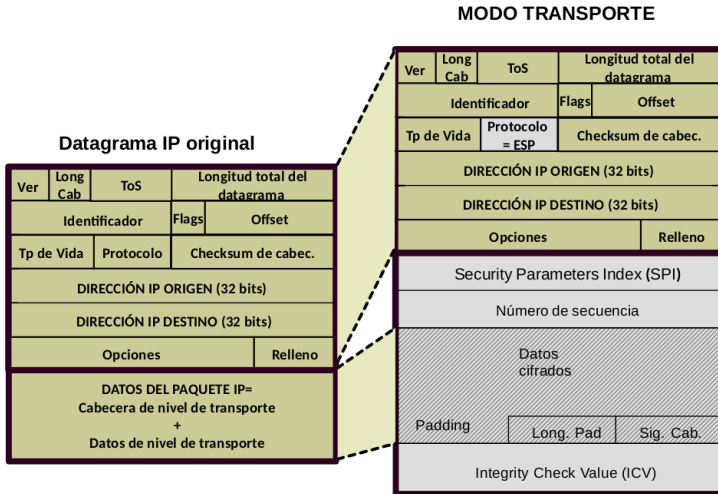 MODO TRANSPORTE
Datagrama IP original
Ver
Long
Cab
ToS
Longitud total del
datagrama
Identificador
Flags
Offset
Tp de Vida
Protocolo
Checksum de cabec.
DIRECCIÓN IP ORIGEN (32 bits)
DIRECCIÓN IP DESTINO (32 bits)
Opciones
Relleno
DATOS DEL PAQUETE IP=
Cabecera de nivel de transporte
+
Datos de nivel de transporte
Ver
Long
Cab
ToS
Longitud total del
datagrama
Identificador
Flags
Offset
Tp de Vida
Protocolo
= ESP
Checksum de cabec.
DIRECCIÓN IP ORIGEN (32 bits)
DIRECCIÓN IP DESTINO (32 bits)
Opciones
Relleno
Security Parameters Index (SPI)
Número de secuencia
Datos
cifrados
Padding
Long. Pad
Sig. Cab.
Integrity Check Value (ICV)